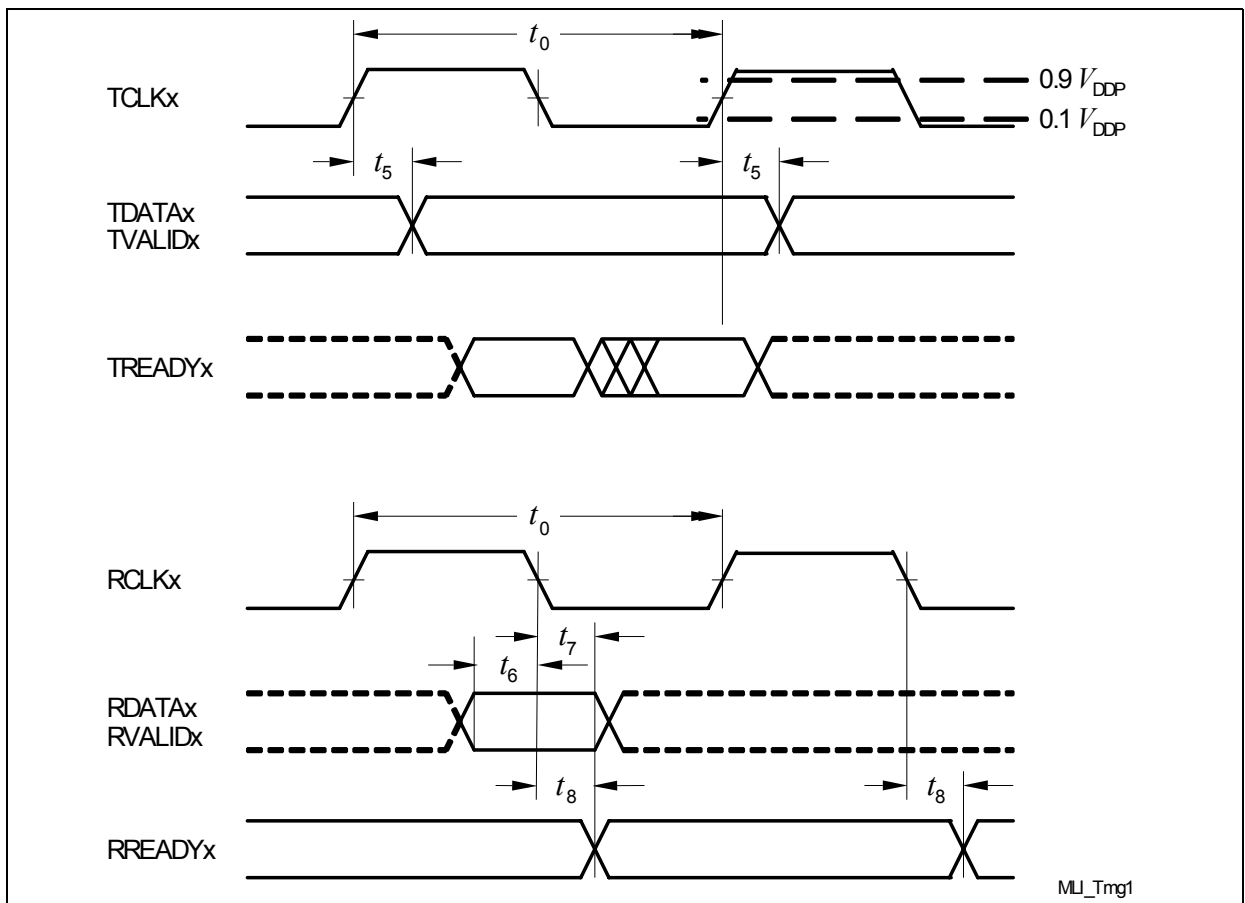 t0
TCLKx
0.9 VDDP
0.1 VDDP
t5
t5
TDATAx
TVALIDx
TREADYx
t0
RCLKx
t7
t6
RDATAx
RVALIDx
t8
t8
RREADYx
MLI_Tmg1